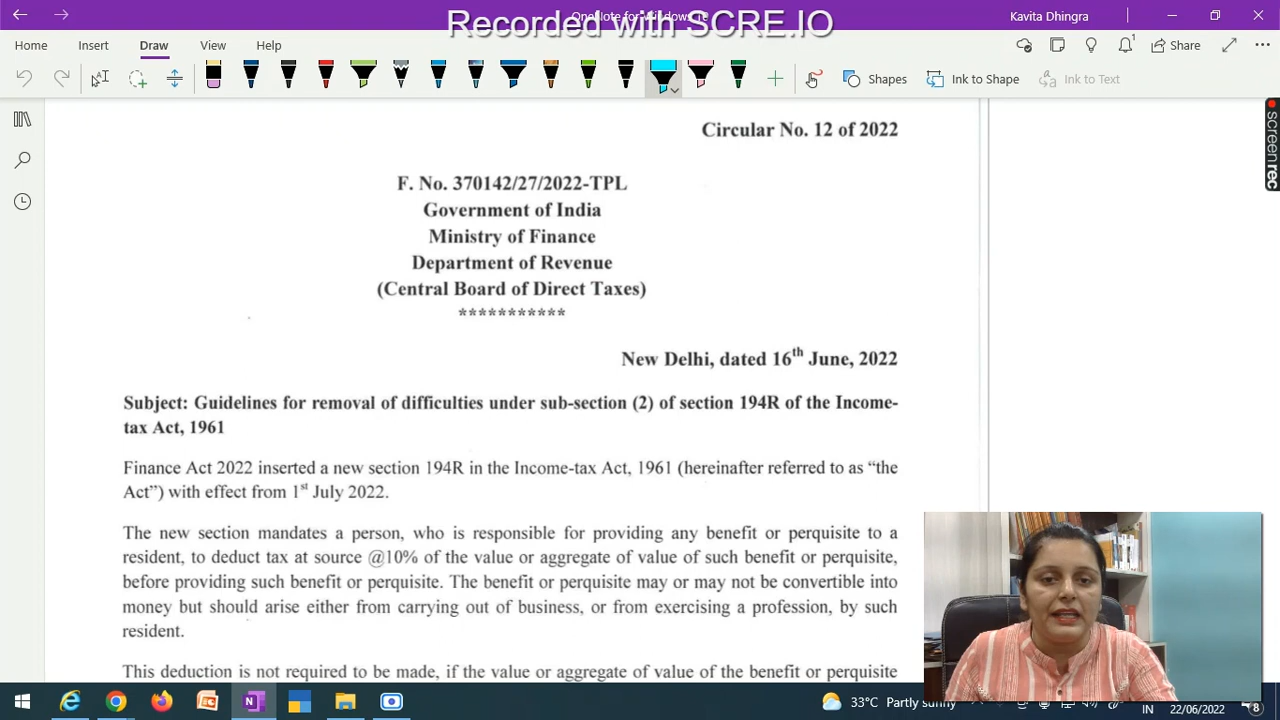 Recorded with SCRE.IO
Kavita Dhingra
Home Insert Draw View Help
Share
Shapes
Ink to Shape
Ink to Text
screenrec
Circular No. 12 of 2022
F. No. 370142/27/2022-TPL
Government of India
Ministry of Finance
Department of Revenue
(Central Board of Direct Taxes)
***********
New Delhi, dated 16th June, 2022
Subject: Guidelines for removal of difficulties under sub-section (2) of section 194R of the Income-
tax Act, 1961
Finance Act 2022 inserted a new section 194R in the Income-tax Act, 1961 (hereinafter referred to as “the
Act”) with effect from 1st July 2022.
The new section mandates a person, who is responsible for providing any benefit or perquisite to a
resident, to deduct tax at source @10% of the value or aggregate of value of such benefit or perquisite,
before providing such benefit or perquisite. The benefit or perquisite may or may not be convertible into
money but should arise either from carrying out of business, or from exercising a profession, by such
resident.
This deduction is not required to be made, if the value or aggregate of value of the benefit or perquisite
33°C Partly sunny
IN
22/06/2022
8